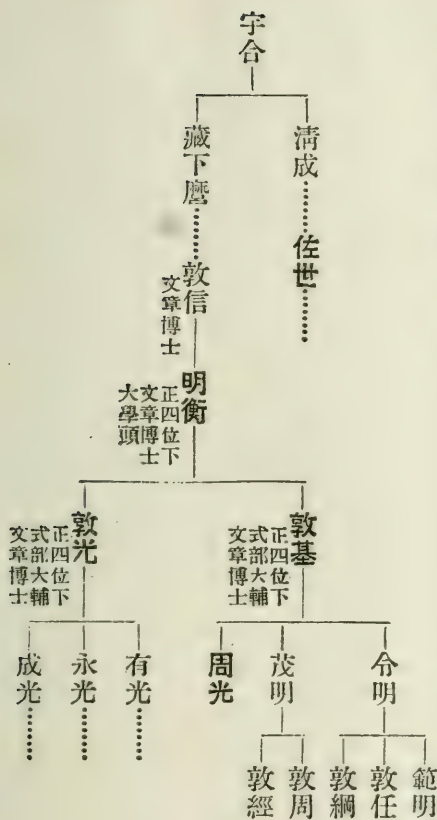 宇合
淸成………佐世………
藏下麿………敦信
文章博士
明衡
正四位下
文章博士
大學頭
敦基
正四位下
式部大輔
文章博士
敦光
正四位下
式部大輔
文章博士
令明
茂明
周光
有光………
永光………
成光………
範明
敦任
敦綱
敦周
敦經